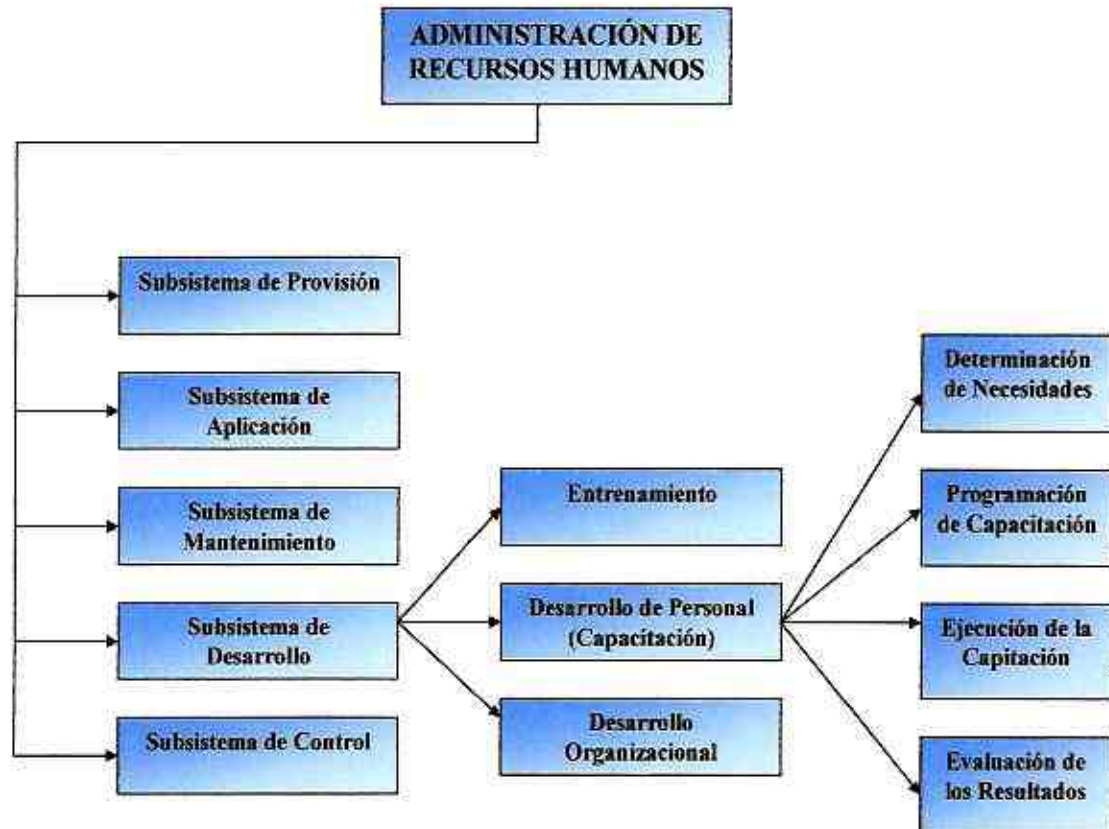 ADMINISTRACIÓN DE
RECURSOS HUMANOS
Subsistema de Provisión
Subsistema de
Aplicación
Subsistema de
Mantenimiento
Subsistema de
Desarrollo
Subsistema de Control
Entrenamiento
Desarrollo de Personal
(Capacitación)
Desarrollo
Organizacional
Determinación
de Necesidades
Programación
de Capacitación
Ejecución de la
Capitación
Evaluación de
los Resultados